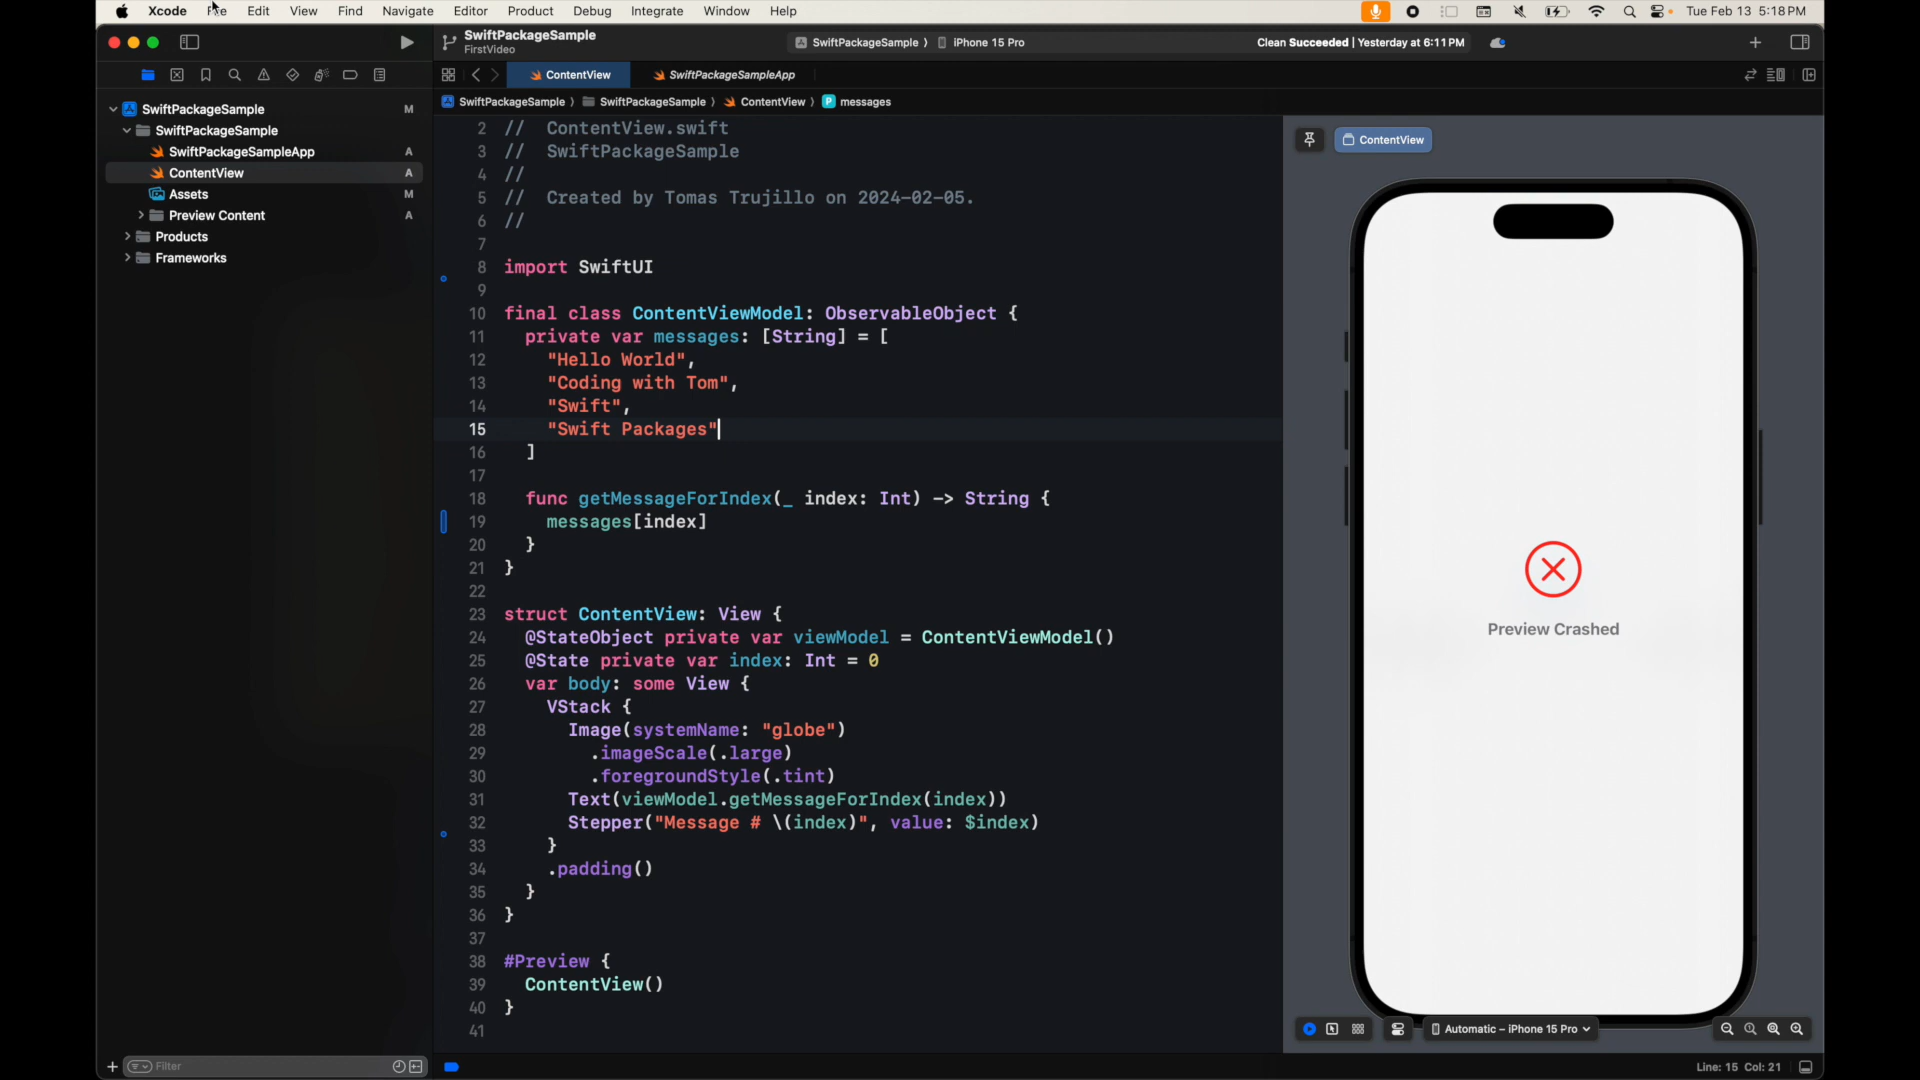 Xcode File Edit View Find Navigate Editor Product Debug Integrate Window Help Tue Feb 13 5:18 PM
SwiftPackageSample
FirstVideo
SwiftPackageSample ⟩ iPhone 15 Pro
Clean Succeeded | Yesterday at 6:11 PM
ContentView SwiftPackageSampleApp
SwiftPackageSample ⟩ SwiftPackageSample ⟩ ContentView ⟩ P messages
SwiftPackageSample M
SwiftPackageSample
SwiftPackageSampleApp A
ContentView A
Assets M
Preview Content A
Products
Frameworks
Filter
2 // ContentView.swift
3 // SwiftPackageSample
4 //
5 // Created by Tomas Trujillo on 2024-02-05.
6 //
7
8 import SwiftUI
9
10 final class ContentViewModel: ObservableObject {
11 private var messages: [String] = [
12 "Hello World",
13 "Coding with Tom",
14 "Swift",
15 "Swift Packages"
16 ]
17
18 func getMessageForIndex(_ index: Int) -> String {
19 messages[index]
20 }
21 }
22
23 struct ContentView: View {
24 @StateObject private var viewModel = ContentViewModel()
25 @State private var index: Int = 0
26 var body: some View {
27 VStack {
28 Image(systemName: "globe")
29 .imageScale(.large)
30 .foregroundStyle(.tint)
31 Text(viewModel.getMessageForIndex(index))
32 Stepper("Message # \(index)", value: $index)
33 }
34 .padding()
35 }
36 }
37
38 #Preview {
39 ContentView()
40 }
41
ContentView
Preview Crashed
Automatic – iPhone 15 Pro
Line: 15 Col: 21